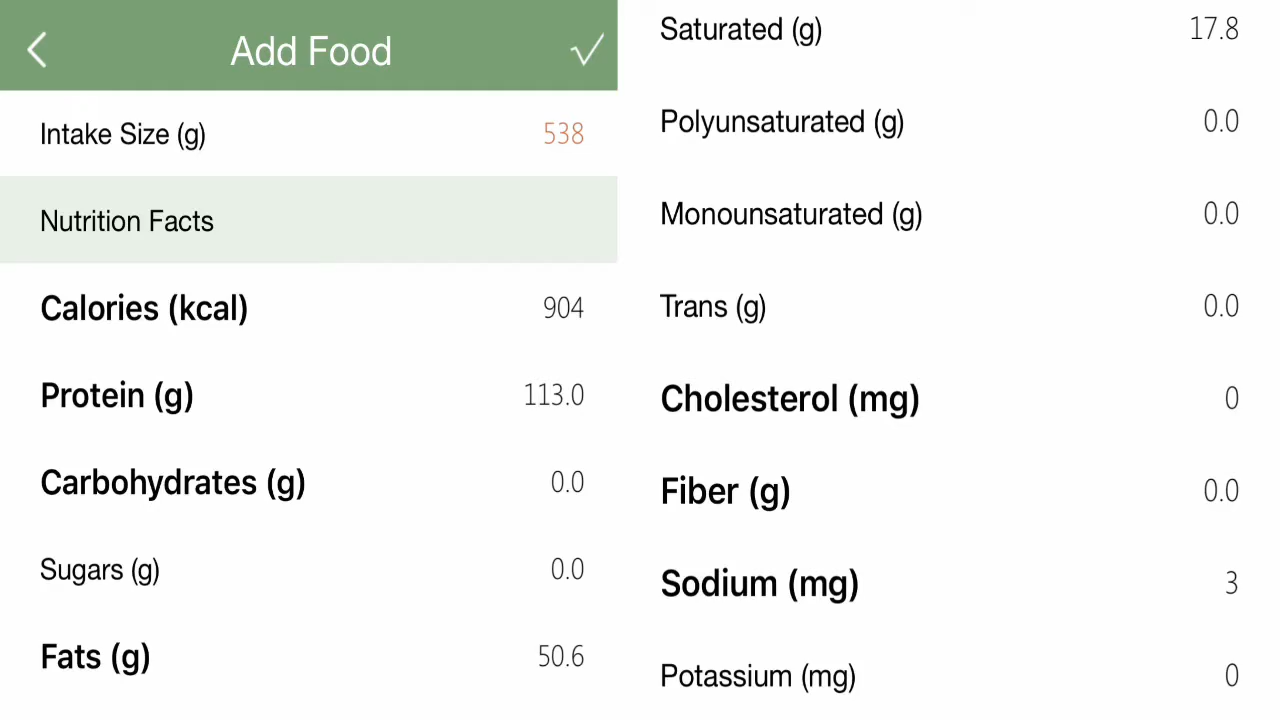 Add Food
Intake Size (g) 538
Nutrition Facts
Calories (kcal) 904
Protein (g) 113.0
Carbohydrates (g) 0.0
Sugars (g) 0.0
Fats (g) 50.6
Saturated (g) 17.8
Polyunsaturated (g) 0.0
Monounsaturated (g) 0.0
Trans (g) 0.0
Cholesterol (mg) 0
Fiber (g) 0.0
Sodium (mg) 3
Potassium (mg) 0